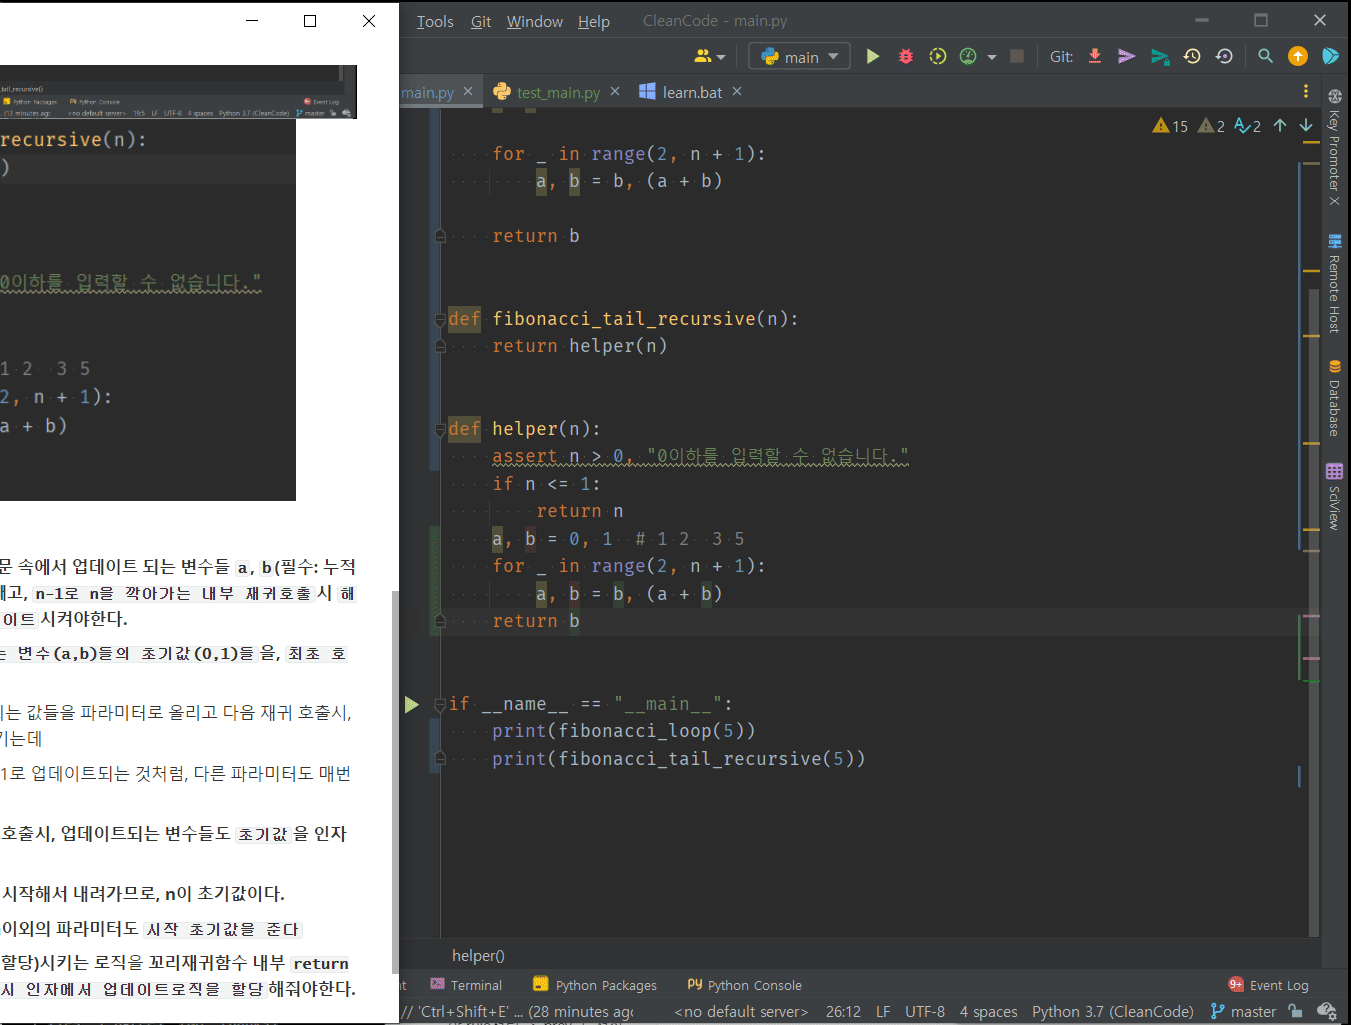 Tools Git Window Help CleanCode - main.py
main Git:
main.py test_main.py learn.bat
15 2 2
for _ in range(2, n + 1):
a, b = b, (a + b)
return b
def fibonacci_tail_recursive(n):
return helper(n)
def helper(n):
assert n > 0, "0이하를 입력할 수 없습니다."
if n <= 1:
return n
a, b = 0, 1 # 1 2 3 5
for _ in range(2, n + 1):
a, b = b, (a + b)
return b
if __name__ == "__main__":
print(fibonacci_loop(5))
print(fibonacci_tail_recursive(5))
helper()
Terminal Python Packages Python Console 9+ Event Log
// 'Ctrl+Shift+E' ... (28 minutes ago) <no default server> 26:12 LF UTF-8 4 spaces Python 3.7 (CleanCode) master
Key Promoter X
Remote Host
Database
SciView
_tail_recursive()
Python Packages Python Console Event Log
(13 minutes ago) <no default server> 19:5 LF UTF-8 4 spaces Python 3.7 (CleanCode) master
recursive(n):
)
0이하를 입력할 수 없습니다."
1 2 3 5
2, n + 1):
a + b)
문 속에서 업데이트 되는 변수들 a, b(필수: 누적
고, n-1로 n을 깍아가는 내부 재귀호출 시 해
이트 시켜야한다.
는 변수(a,b)들의 초기값(0,1)들 을, 최초 호
되는 값들을 파라미터로 올리고 다음 재귀 호출시,
기는데
1로 업데이트되는 것처럼, 다른 파라미터도 매번
호출시, 업데이트되는 변수들도 초기값 을 인자
시작해서 내려가므로, n이 초기값이다.
이외의 파라미터도 시작 초기값을 준다
할당)시키는 로직을 꼬리재귀함수 내부 return
시 인자에서 업데이트로직을 할당 해줘야한다.